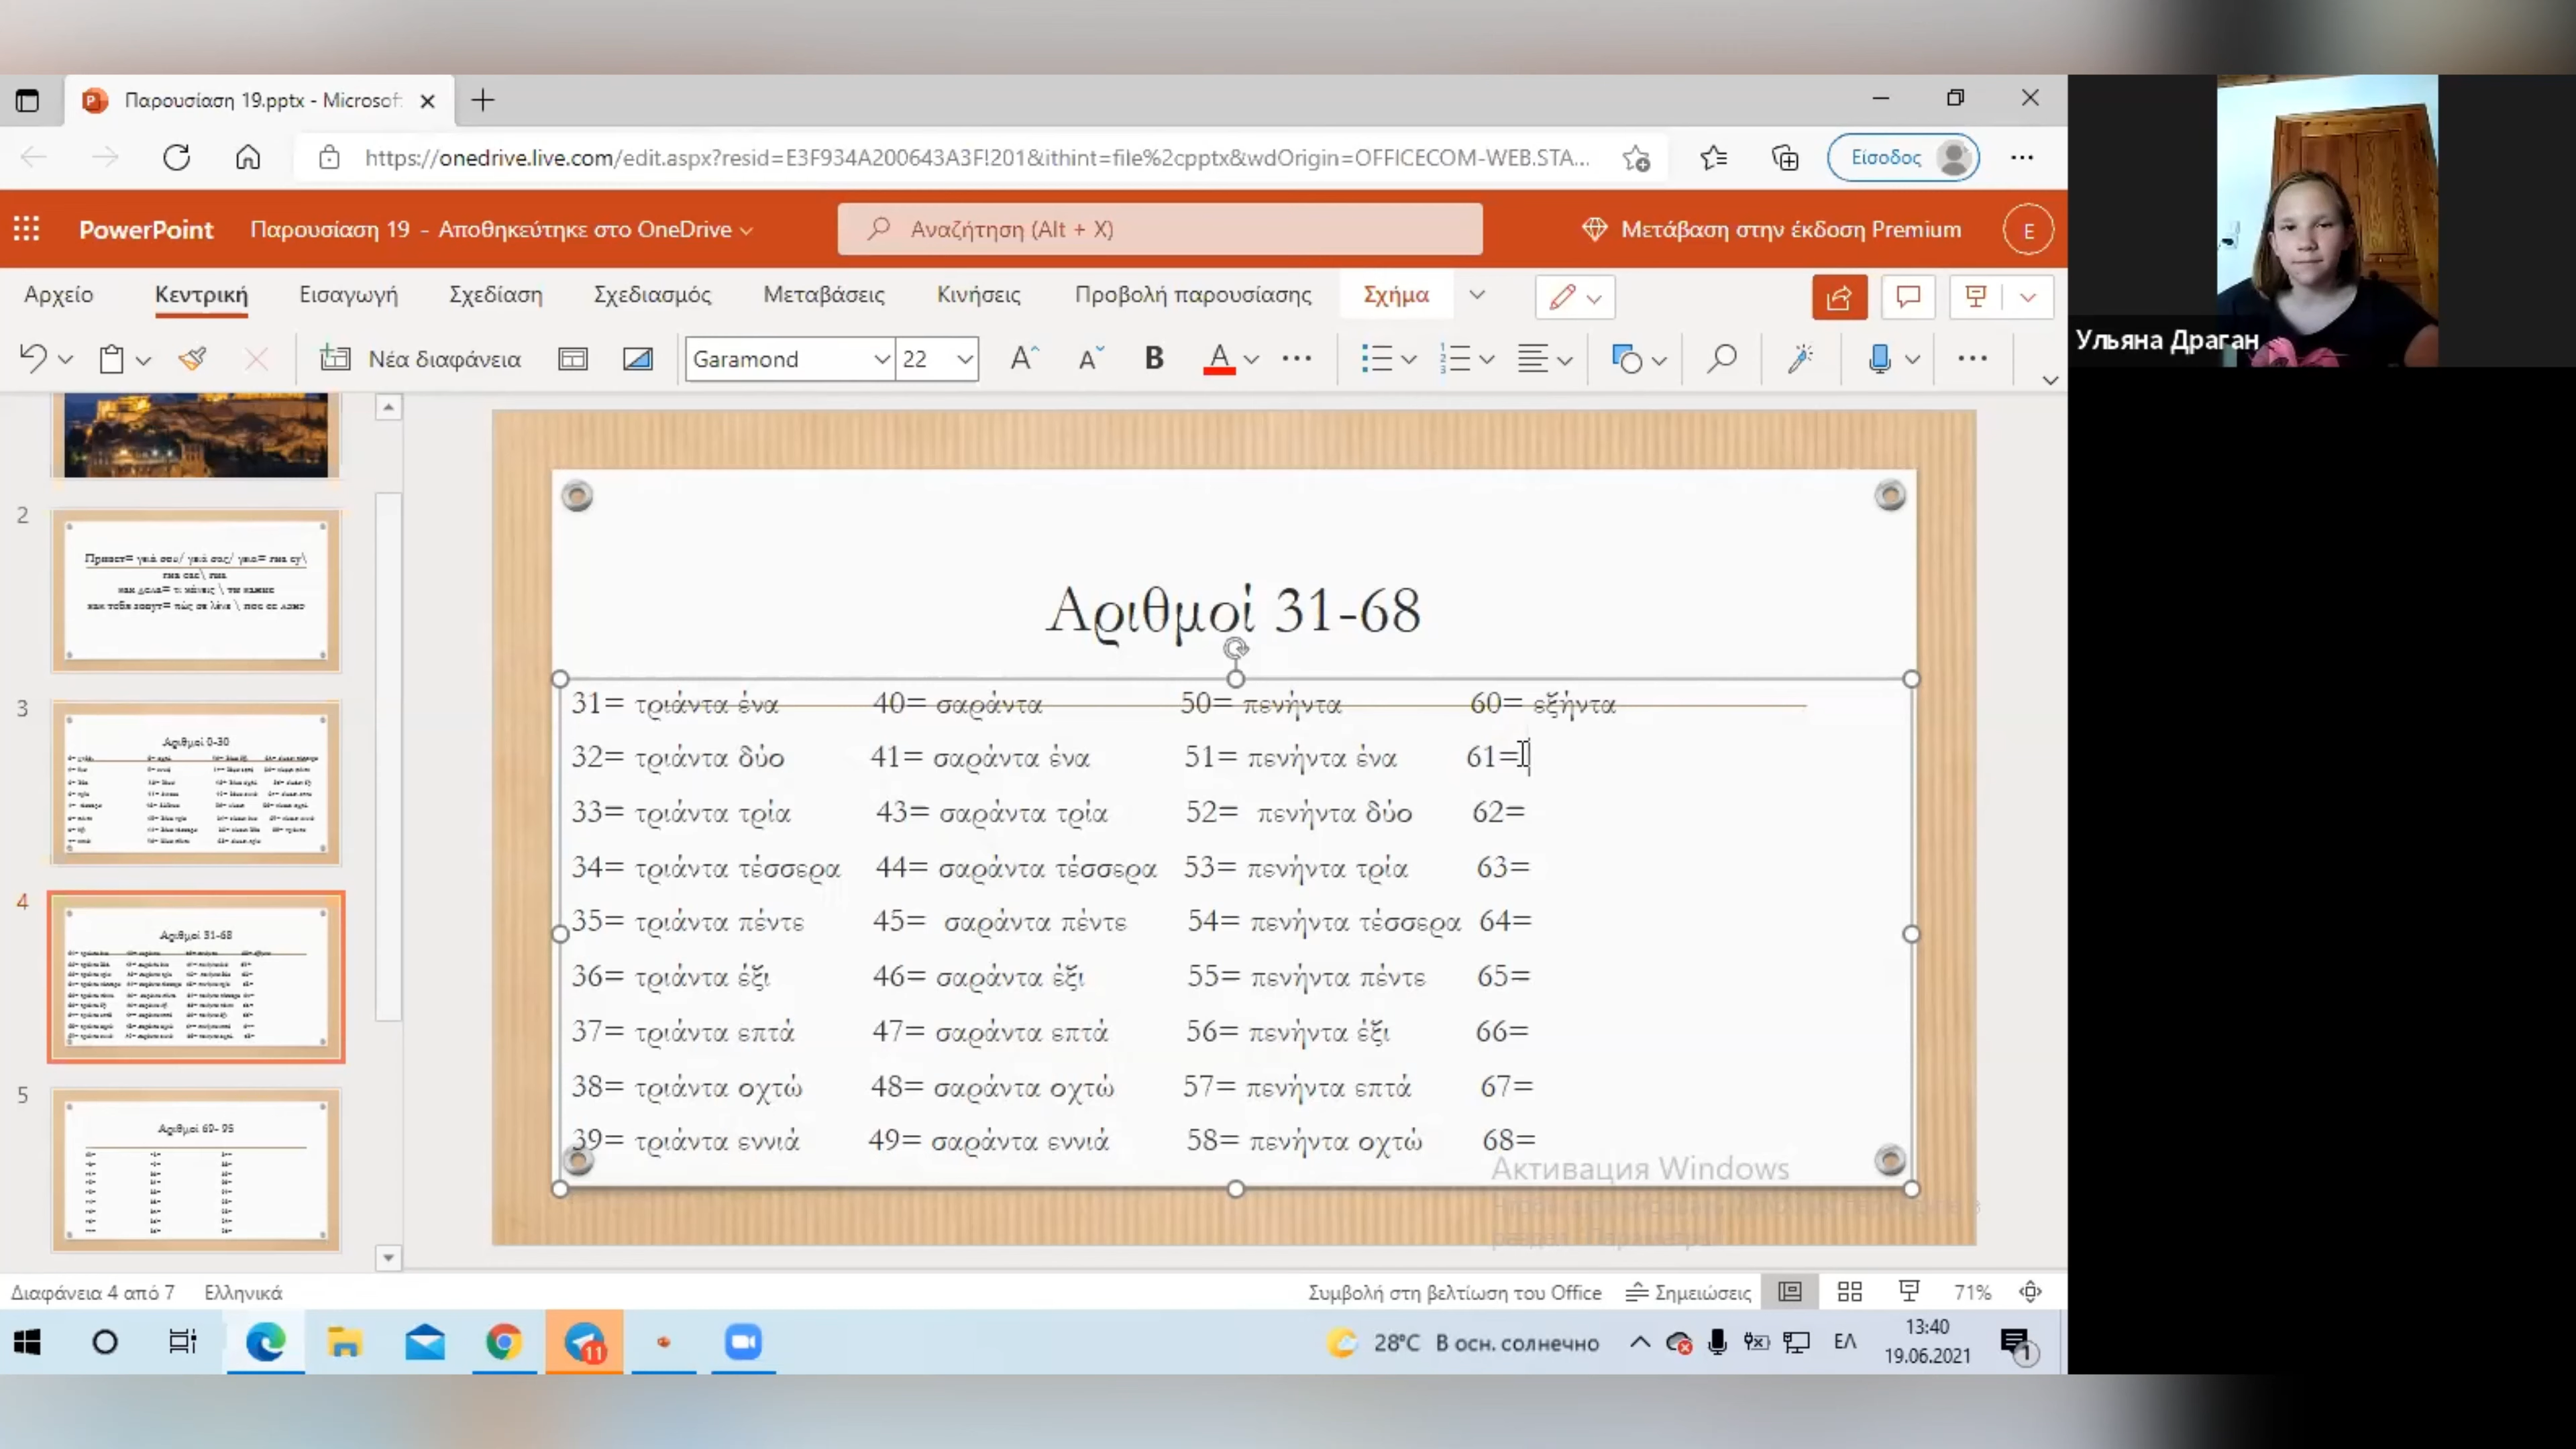 Παρουσίαση 19.pptx - Microsof
https://onedrive.live.com/edit.aspx?resid=E3F934A200643A3F!201&ithint=file%2cpptx&wdOrigin=OFFICECOM-WEB.STA...
Είσοδος
PowerPoint
Παρουσίαση 19 - Αποθηκεύτηκε στο OneDrive
Αναζήτηση (Alt + X)
Μετάβαση στην έκδοση Premium
E
Αρχείο Κεντρική Εισαγωγή Σχεδίαση Σχεδιασμός Μεταβάσεις Κινήσεις Προβολή παρουσίασης Σχήμα
Νέα διαφάνεια
Garamond
22
Ульяна Драган
2
3
Αριθμοί 0-30
4
Αριθμοί 31-68
5
Αριθμοί 69- 95
Αριθμοί 31-68
31= τριάντα ένα 40= σαράντα 50= πενήντα 60= εξήντα
32= τριάντα δύο 41= σαράντα ένα 51= πενήντα ένα 61=
33= τριάντα τρία 43= σαράντα τρία 52= πενήντα δύο 62=
34= τριάντα τέσσερα 44= σαράντα τέσσερα 53= πενήντα τρία 63=
35= τριάντα πέντε 45= σαράντα πέντε 54= πενήντα τέσσερα 64=
36= τριάντα έξι 46= σαράντα έξι 55= πενήντα πέντε 65=
37= τριάντα επτά 47= σαράντα επτά 56= πενήντα έξι 66=
38= τριάντα οχτώ 48= σαράντα οχτώ 57= πενήντα επτά 67=
39= τριάντα εννιά 49= σαράντα εννιά 58= πενήντα οχτώ 68=
Активация Windows
Διαφάνεια 4 από 7 Ελληνικά
Συμβολή στη βελτίωση του Office
Σημειώσεις
71%
11
28°C В осн. солнечно
ΕΛ
13:40
19.06.2021
1